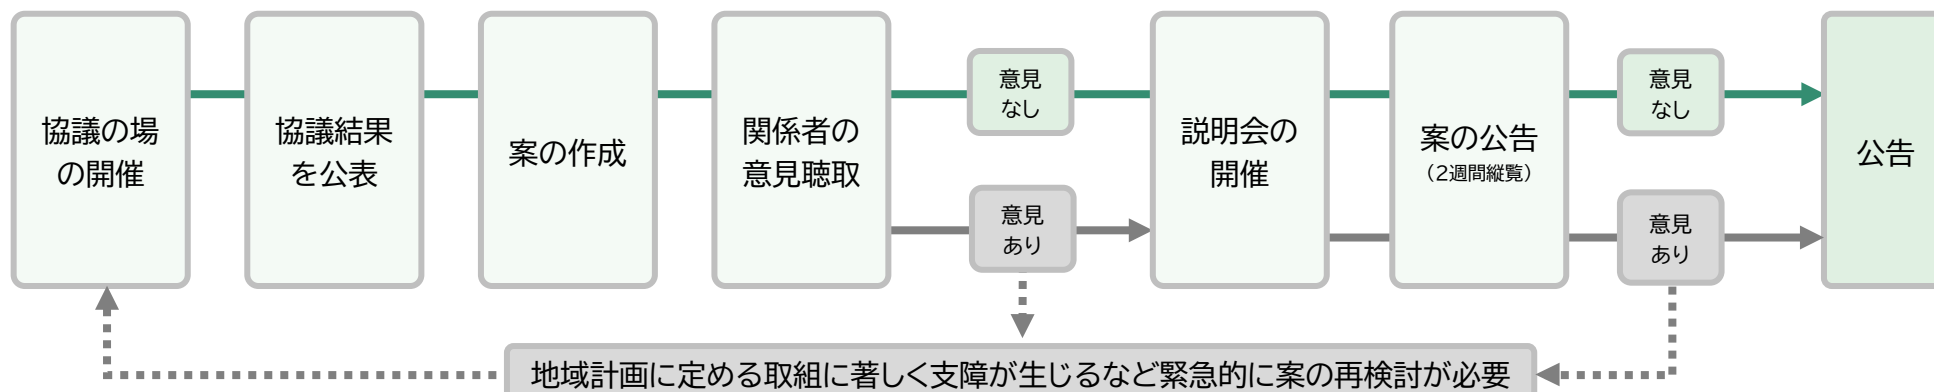 協議の場
の開催
協議結果
を公表
案の作成
関係者の
意見聴取
意見
なし
意見
あり
説明会の
開催
案の公告
（2週間縦覧）
意見
なし
意見
あり
公告
地域計画に定める取組に著しく支障が生じるなど緊急的に案の再検討が必要